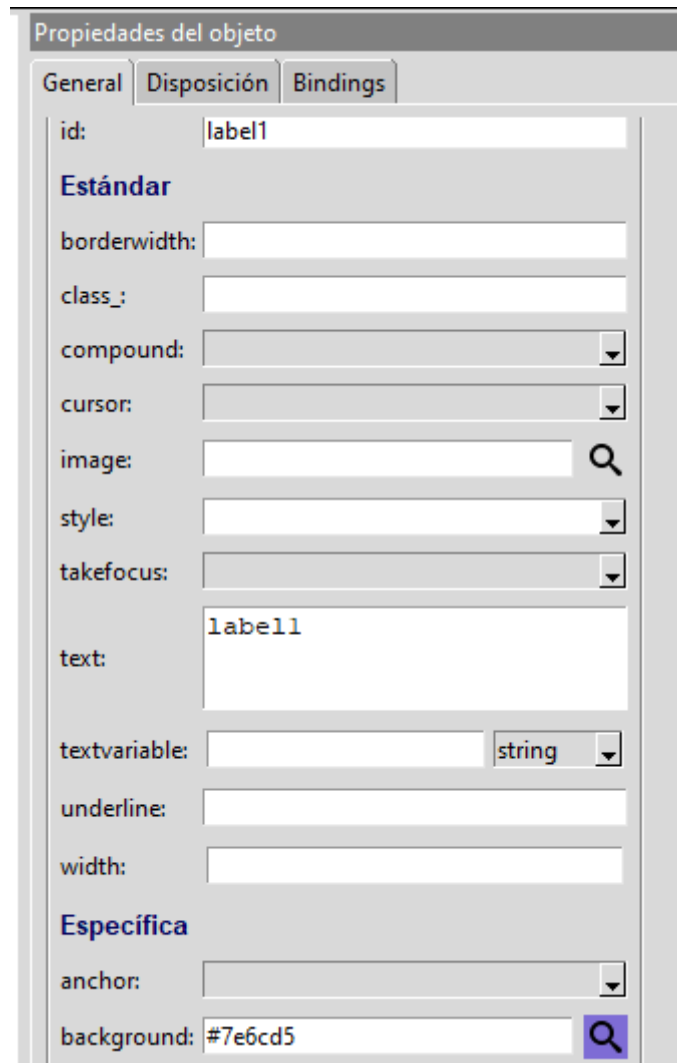 Propiedades del objeto
General Disposición Bindings
id: label1
Estándar
borderwidth:
class_:
compound:
cursor:
image:
style:
takefocus:
text: label1
textvariable: string
underline:
width:
Específica
anchor:
background: #7e6cd5